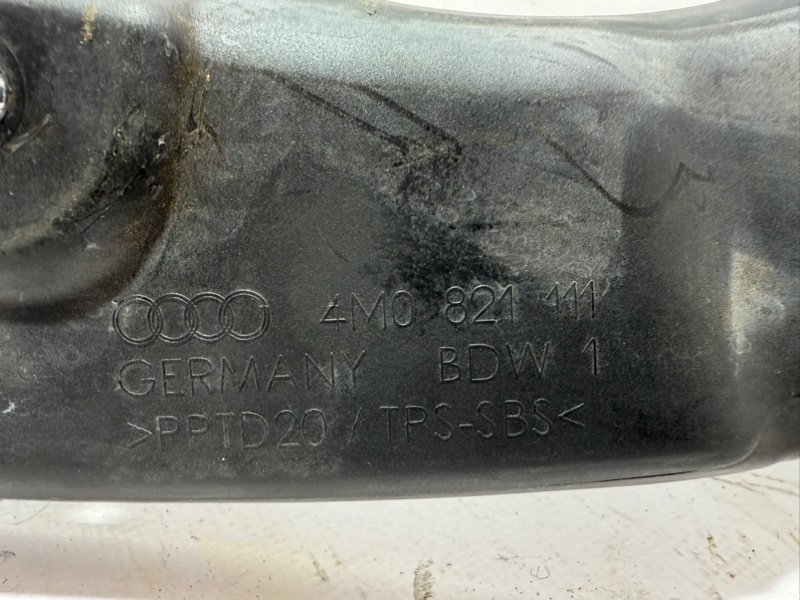 4M0 821 111
GERMANY BDW 1
>PPTD20 / TPS-SBS<